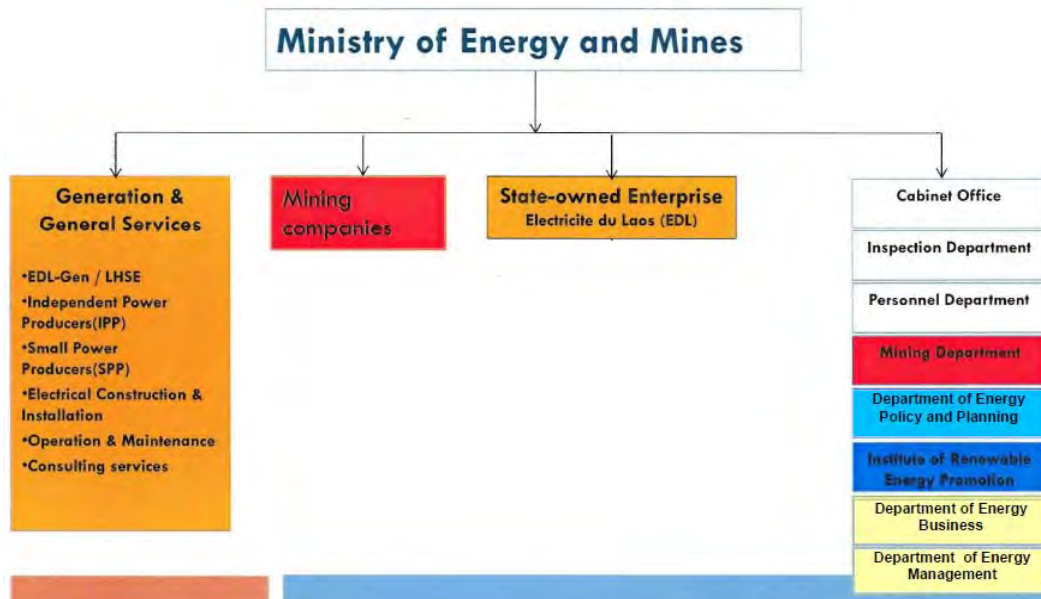 Ministry of Energy and Mines
Generation &
General Services
•EDL-Gen / LHSE
•Independent Power
Producers(IPP)
•Small Power
Producers(SPP)
•Electrical Construction &
Installation
•Operation & Maintenance
•Consulting services
Mining
companies
State-owned Enterprise
Electricite du Laos (EDL)
Cabinet Office
Inspection Department
Personnel Department
Mining Department
Department of Energy
Policy and Planning
Institute of Renewable
Energy Promotion
Department of Energy
Business
Department of Energy
Management